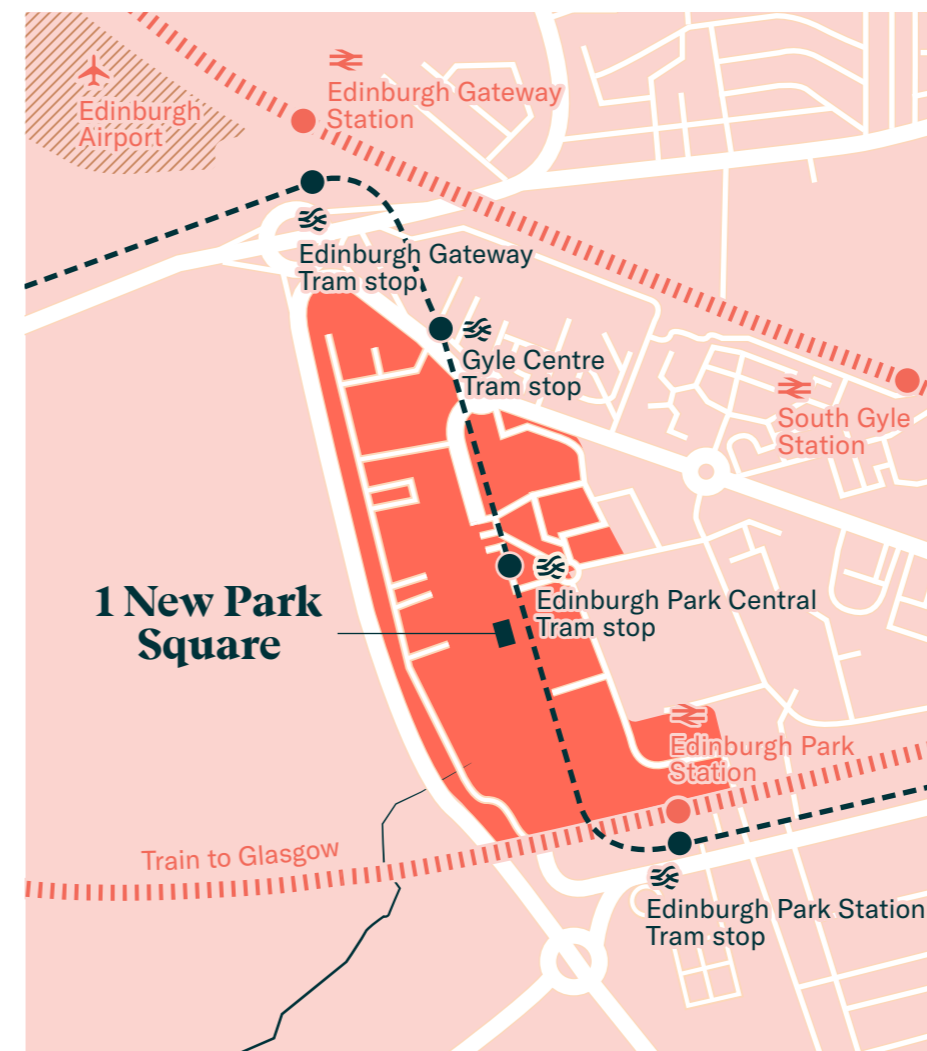 Edinburgh Gateway
Station
Edinburgh
Airport
Edinburgh Gateway
Tram stop
Gyle Centre
Tram stop
South Gyle
Station
1 New Park
Square
Edinburgh Park Central
Tram stop
Edinburgh Park
Station
Train to Glasgow
Edinburgh Park Station
Tram stop